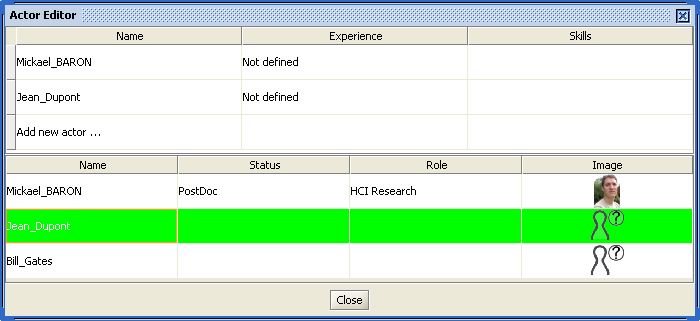 Actor Editor
Name Experience Skills
Mickael_BARON Not defined
Jean_Dupont Not defined
Add new actor ...
Name Status Role Image
Mickael_BARON PostDoc HCI Research
Jean_Dupont ?
Bill_Gates ?
Close